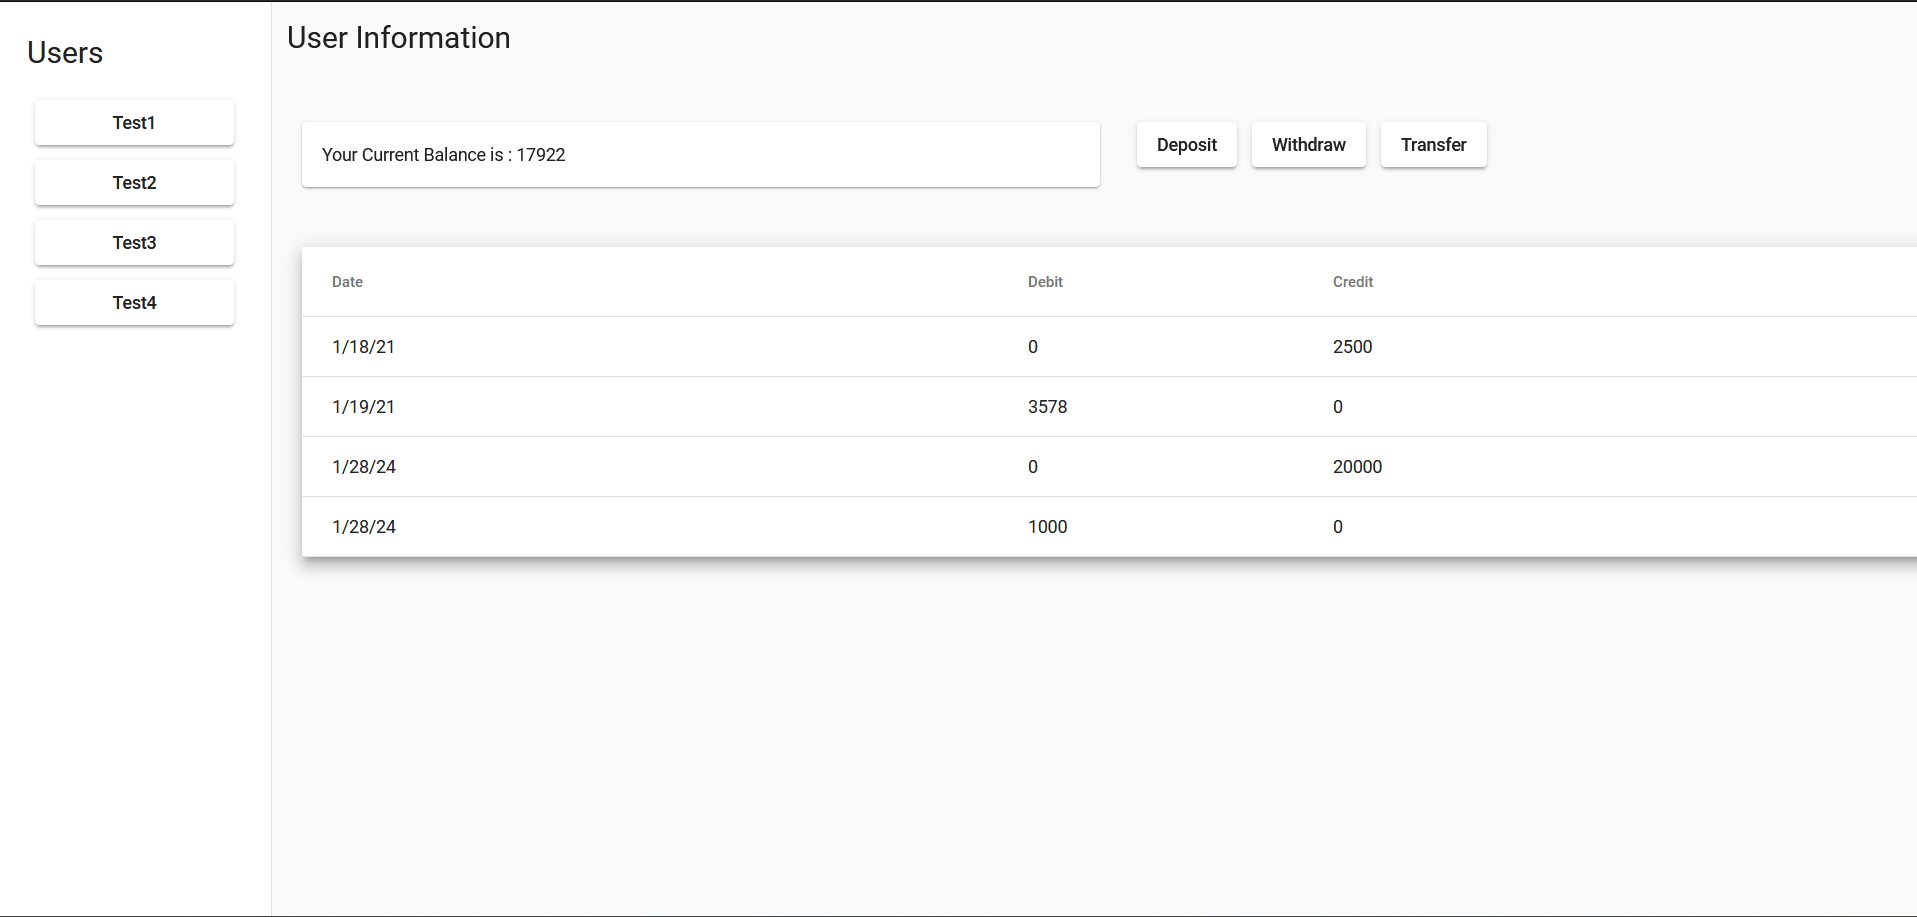 Users
Test1
Test2
Test3
Test4
User Information
Your Current Balance is : 17922
Deposit Withdraw Transfer
Date Debit Credit
1/18/21 0 2500
1/19/21 3578 0
1/28/24 0 20000
1/28/24 1000 0